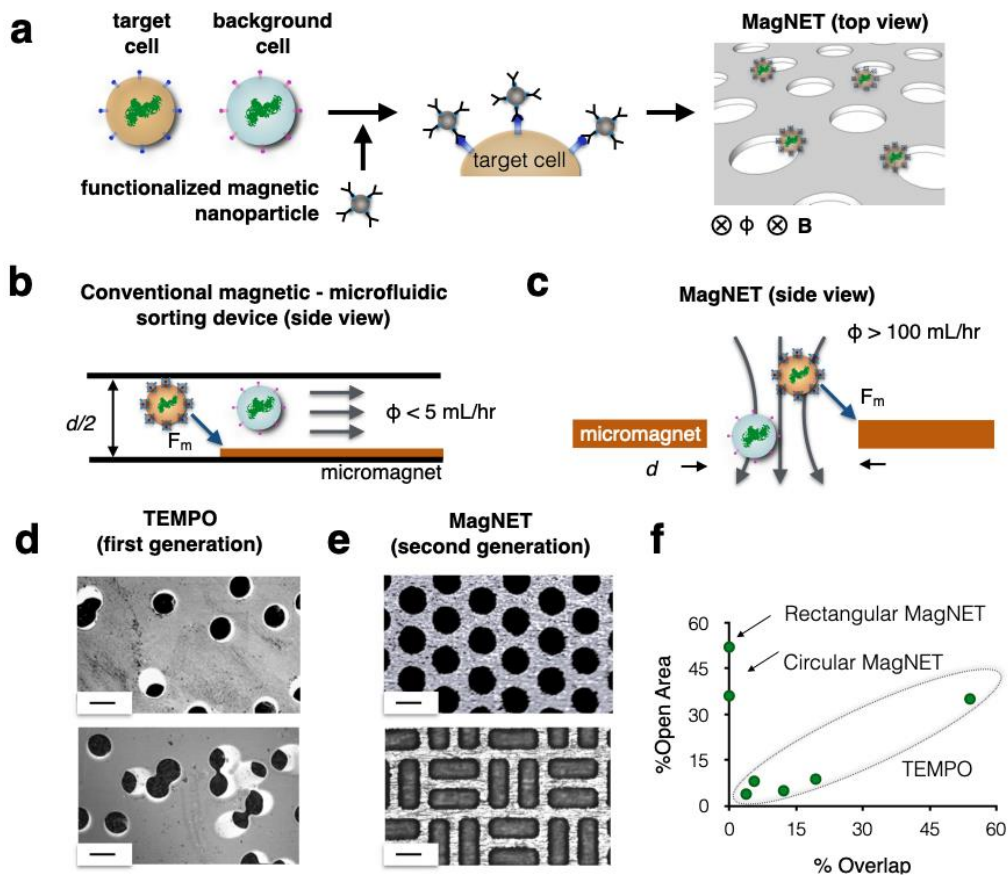 a
target
cell
background
cell
functionalized magnetic
nanoparticle
target cell
MagNET (top view)
⊗ ϕ ⊗ B
b
Conventional magnetic - microfluidic
sorting device (side view)
d/2
Fm
ϕ < 5 mL/hr
micromagnet
c
MagNET (side view)
ϕ > 100 mL/hr
Fm
micromagnet
d
d
TEMPO
(first generation)
e
MagNET
(second generation)
f
60
45
30
15
0
%Open Area
Rectangular MagNET
Circular MagNET
TEMPO
0
15
30
45
60
% Overlap